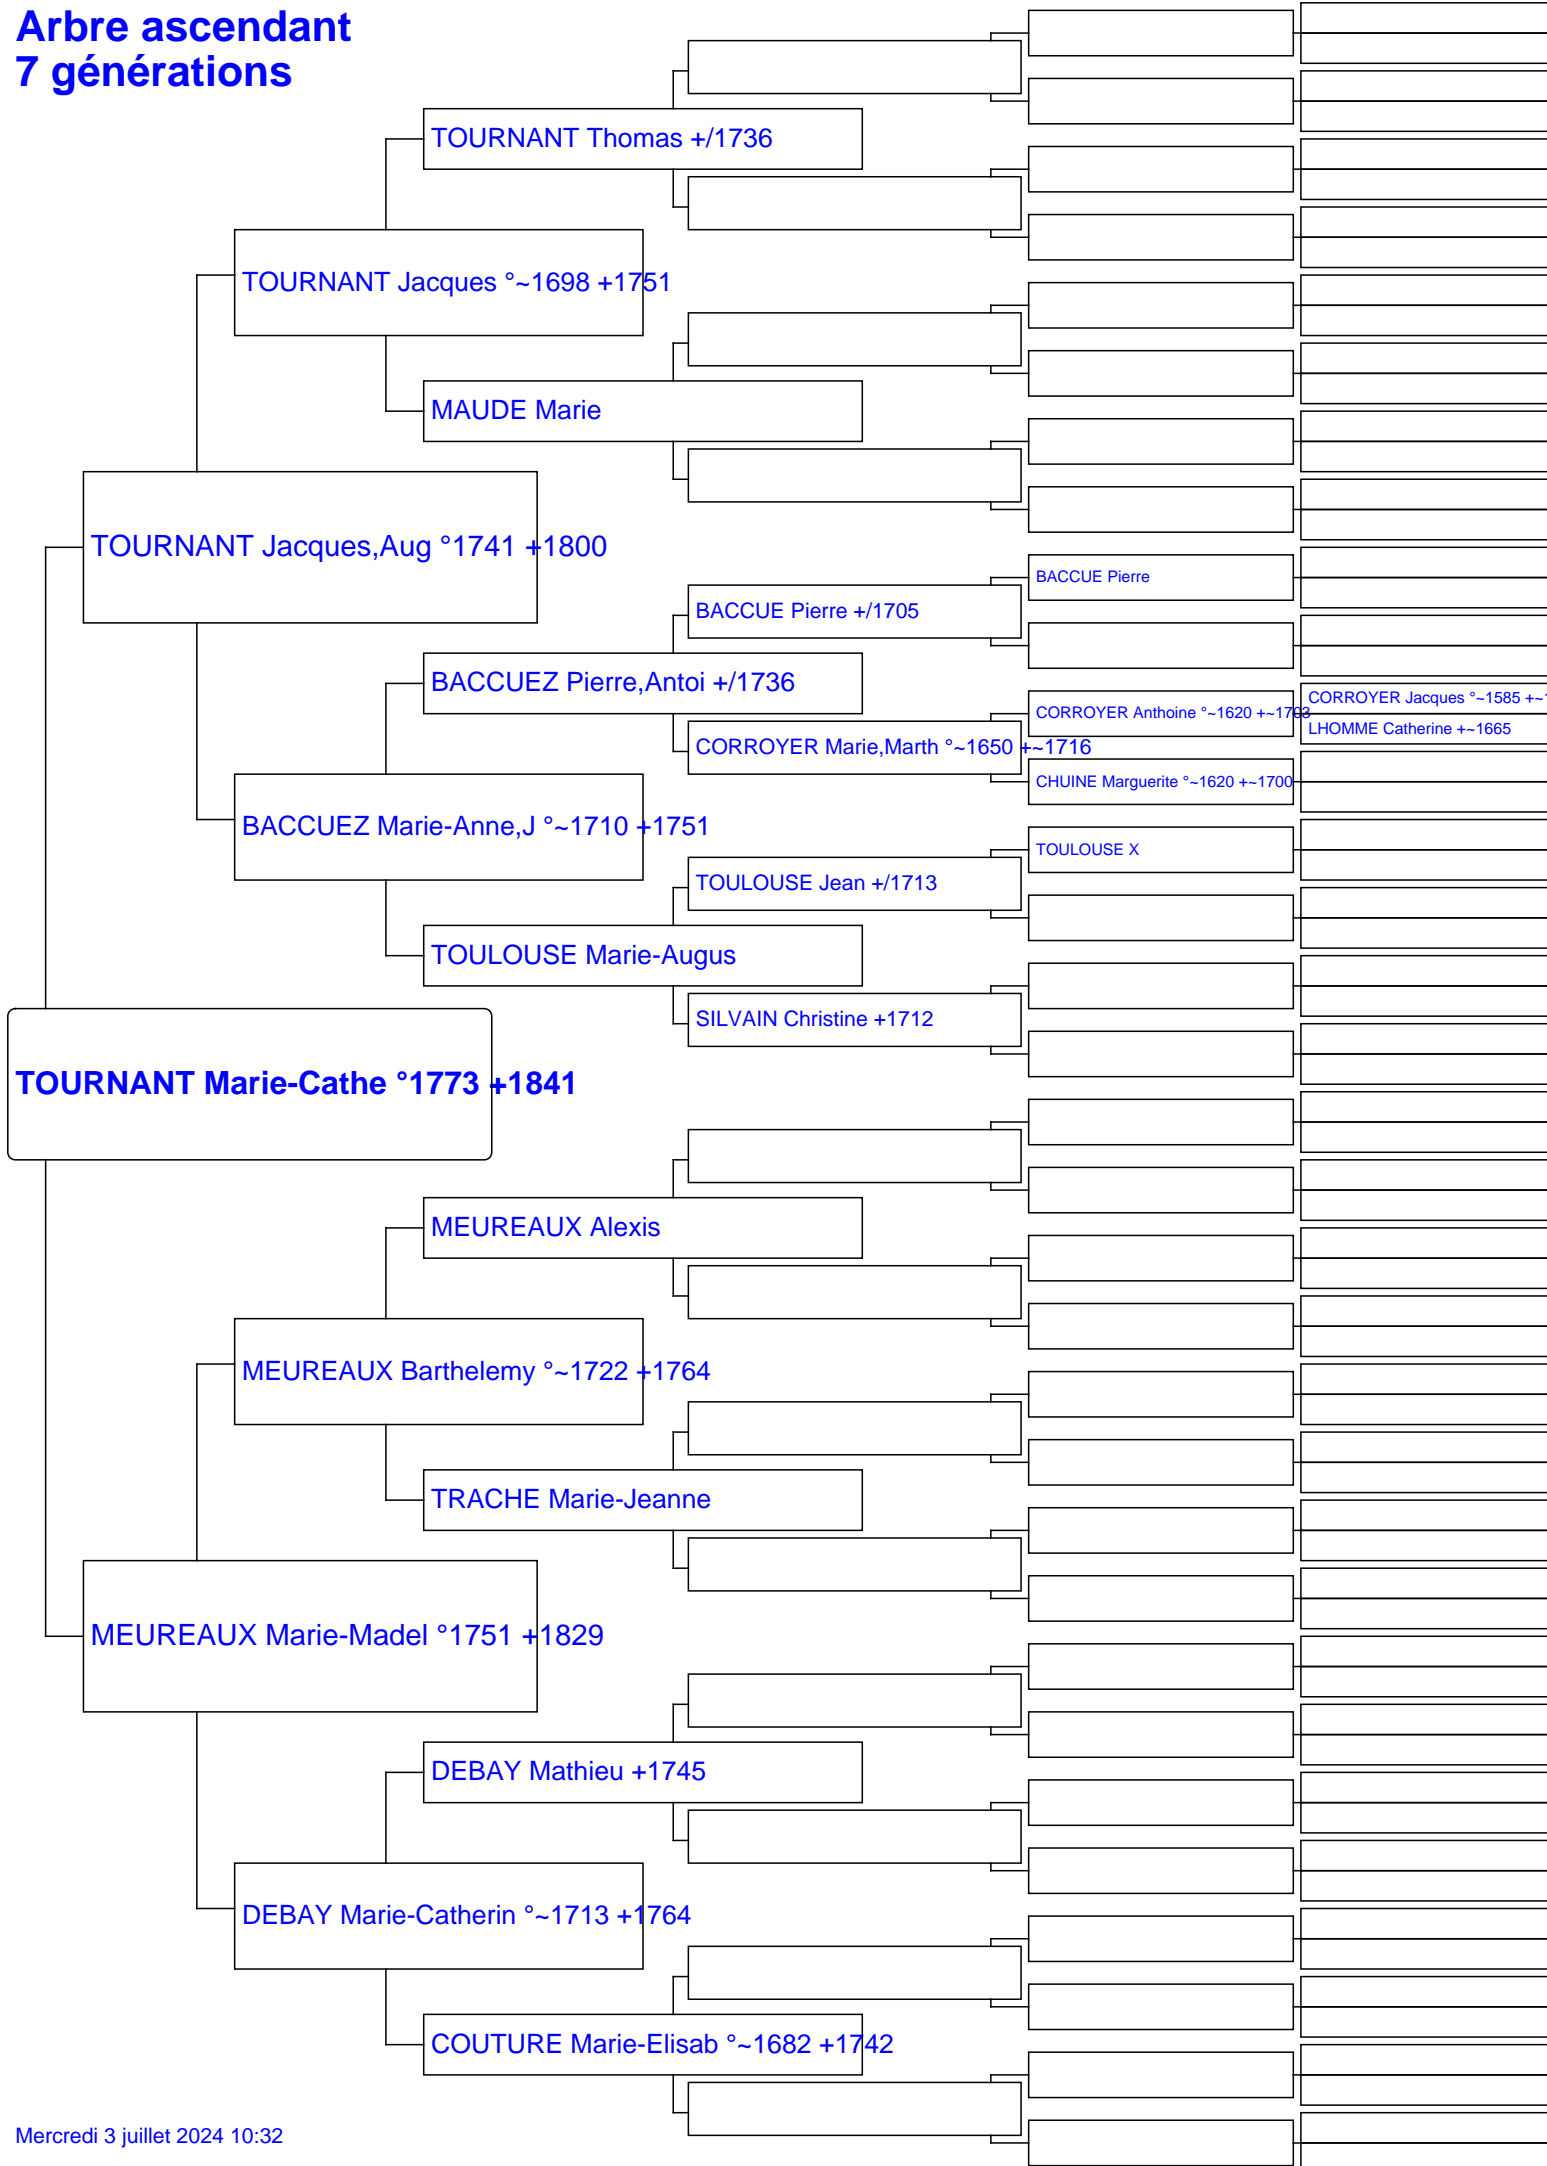 Arbre ascendant
7 générations
TOURNANT Thomas +/1736
TOURNANT Jacques °~1698 +1751
MAUDE Marie
TOURNANT Jacques,Aug °1741 +1800
BACCUE Pierre
BACCUE Pierre +/1705
BACCUEZ Pierre,Antoi +/1736
CORROYER Jacques °~1585 +~1
CORROYER Anthoine °~1620 +~1703
LHOMME Catherine +~1665
CORROYER Marie,Marth °~1650 +~1716
CHUINE Marguerite °~1620 +~1700
BACCUEZ Marie-Anne,J °~1710 +1751
TOULOUSE X
TOULOUSE Jean +/1713
TOULOUSE Marie-Augus
SILVAIN Christine +1712
TOURNANT Marie-Cathe °1773 +1841
MEUREAUX Alexis
MEUREAUX Barthelemy °~1722 +1764
TRACHE Marie-Jeanne
MEUREAUX Marie-Madel °1751 +1829
DEBAY Mathieu +1745
DEBAY Marie-Catherin °~1713 +1764
COUTURE Marie-Elisab °~1682 +1742
Mercredi 3 juillet 2024 10:32